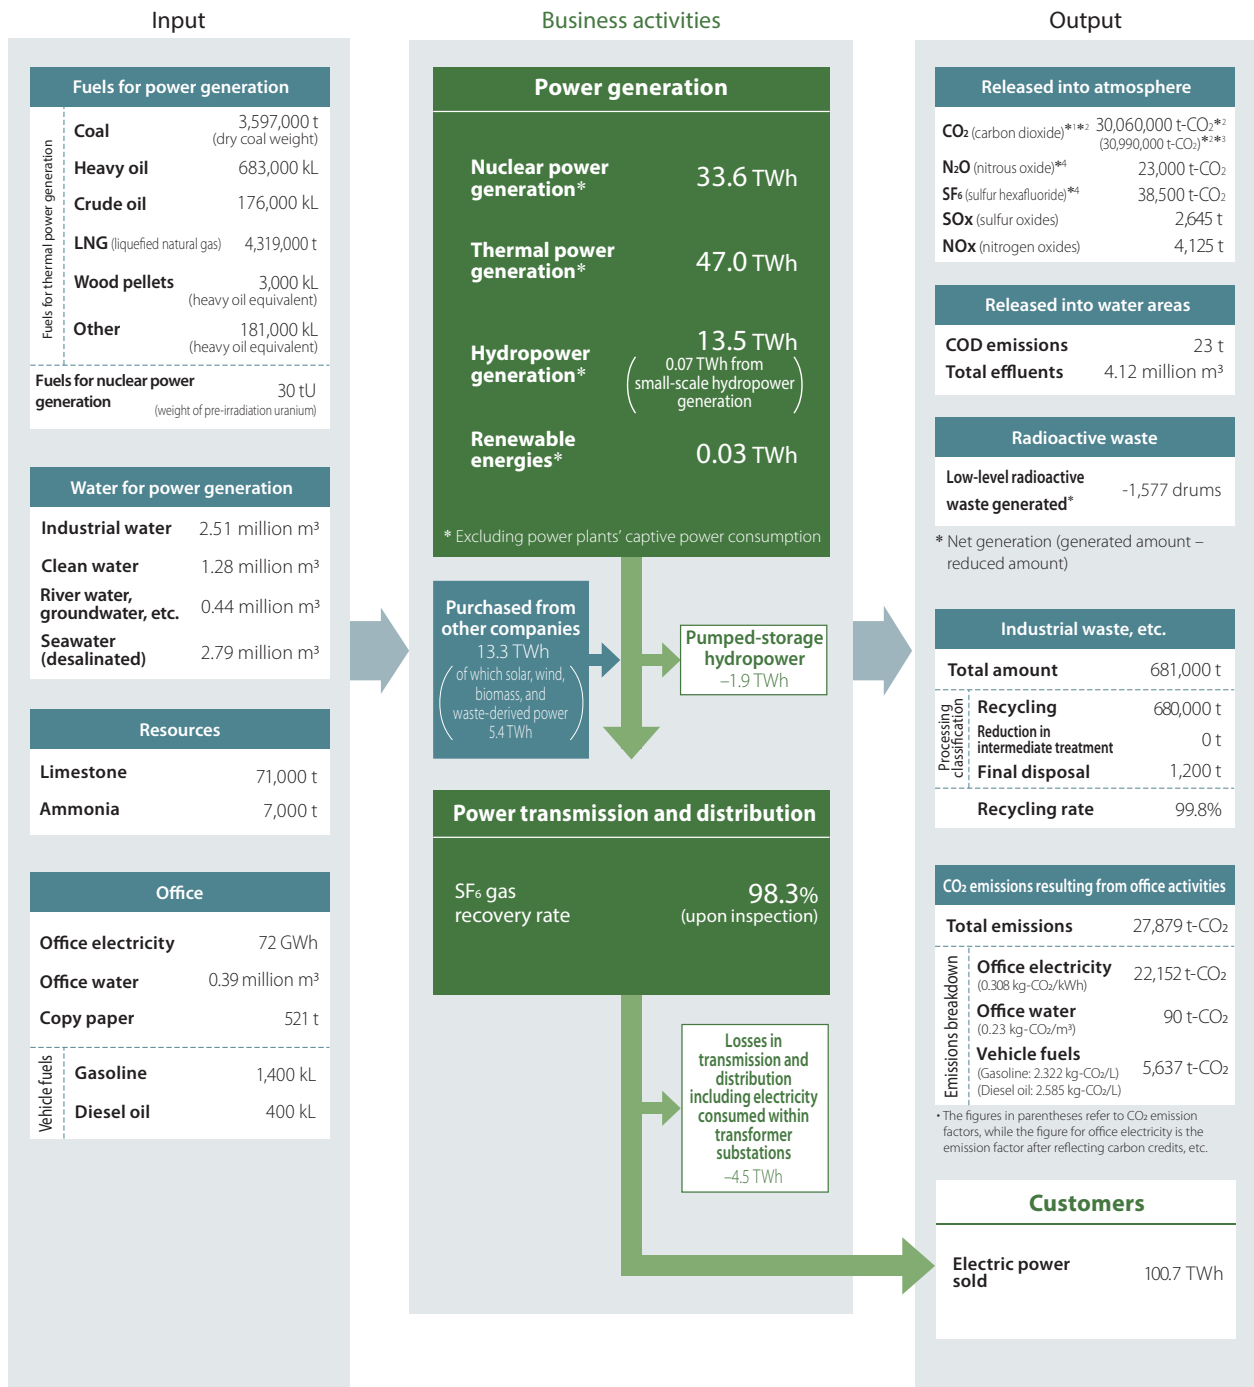 Input
Fuels for power generation
Fuels for thermal power generation
Coal 3,597,000 t
(dry coal weight)
Heavy oil 683,000 kL
Crude oil 176,000 kL
LNG (liquefied natural gas) 4,319,000 t
Wood pellets 3,000 kL
(heavy oil equivalent)
Other 181,000 kL
(heavy oil equivalent)
Fuels for nuclear power
generation 30 tU
(weight of pre-irradiation uranium)
Water for power generation
Industrial water 2.51 million m³
Clean water 1.28 million m³
River water,
groundwater, etc. 0.44 million m³
Seawater
(desalinated) 2.79 million m³
Resources
Limestone 71,000 t
Ammonia 7,000 t
Office
Office electricity 72 GWh
Office water 0.39 million m³
Copy paper 521 t
Vehicle fuels
Gasoline 1,400 kL
Diesel oil 400 kL
Business activities
Power generation
Nuclear power
generation* 33.6 TWh
Thermal power
generation* 47.0 TWh
Hydropower
generation* 13.5 TWh
(0.07 TWh from
small-scale hydropower
generation)
Renewable
energies* 0.03 TWh
* Excluding power plants' captive power consumption
Purchased from
other companies
13.3 TWh
(of which solar, wind,
biomass, and
waste-derived power
5.4 TWh)
Pumped-storage
hydropower
–1.9 TWh
Power transmission and distribution
SF₆ gas
recovery rate 98.3%
(upon inspection)
Losses in
transmission and
distribution
including electricity
consumed within
transformer
substations
–4.5 TWh
Output
Released into atmosphere
CO₂ (carbon dioxide)*1*2 30,060,000 t-CO₂*2
(30,990,000 t-CO₂)*2*3
N₂O (nitrous oxide)*4 23,000 t-CO₂
SF₆ (sulfur hexafluoride)*4 38,500 t-CO₂
SOx (sulfur oxides) 2,645 t
NOx (nitrogen oxides) 4,125 t
Released into water areas
COD emissions 23 t
Total effluents 4.12 million m³
Radioactive waste
Low-level radioactive
waste generated* -1,577 drums
* Net generation (generated amount –
reduced amount)
Industrial waste, etc.
Total amount 681,000 t
Processing
classification
Recycling 680,000 t
Reduction in
intermediate treatment 0 t
Final disposal 1,200 t
Recycling rate 99.8%
CO₂ emissions resulting from office activities
Total emissions 27,879 t-CO₂
Emissions breakdown
Office electricity 22,152 t-CO₂
(0.308 kg-CO₂/kWh)
Office water 90 t-CO₂
(0.23 kg-CO₂/m³)
Vehicle fuels 5,637 t-CO₂
(Gasoline: 2.322 kg-CO₂/L)
(Diesel oil: 2.585 kg-CO₂/L)
• The figures in parentheses refer to CO₂ emission
factors, while the figure for office electricity is the
emission factor after reflecting carbon credits, etc.
Customers
Electric power
sold 100.7 TWh